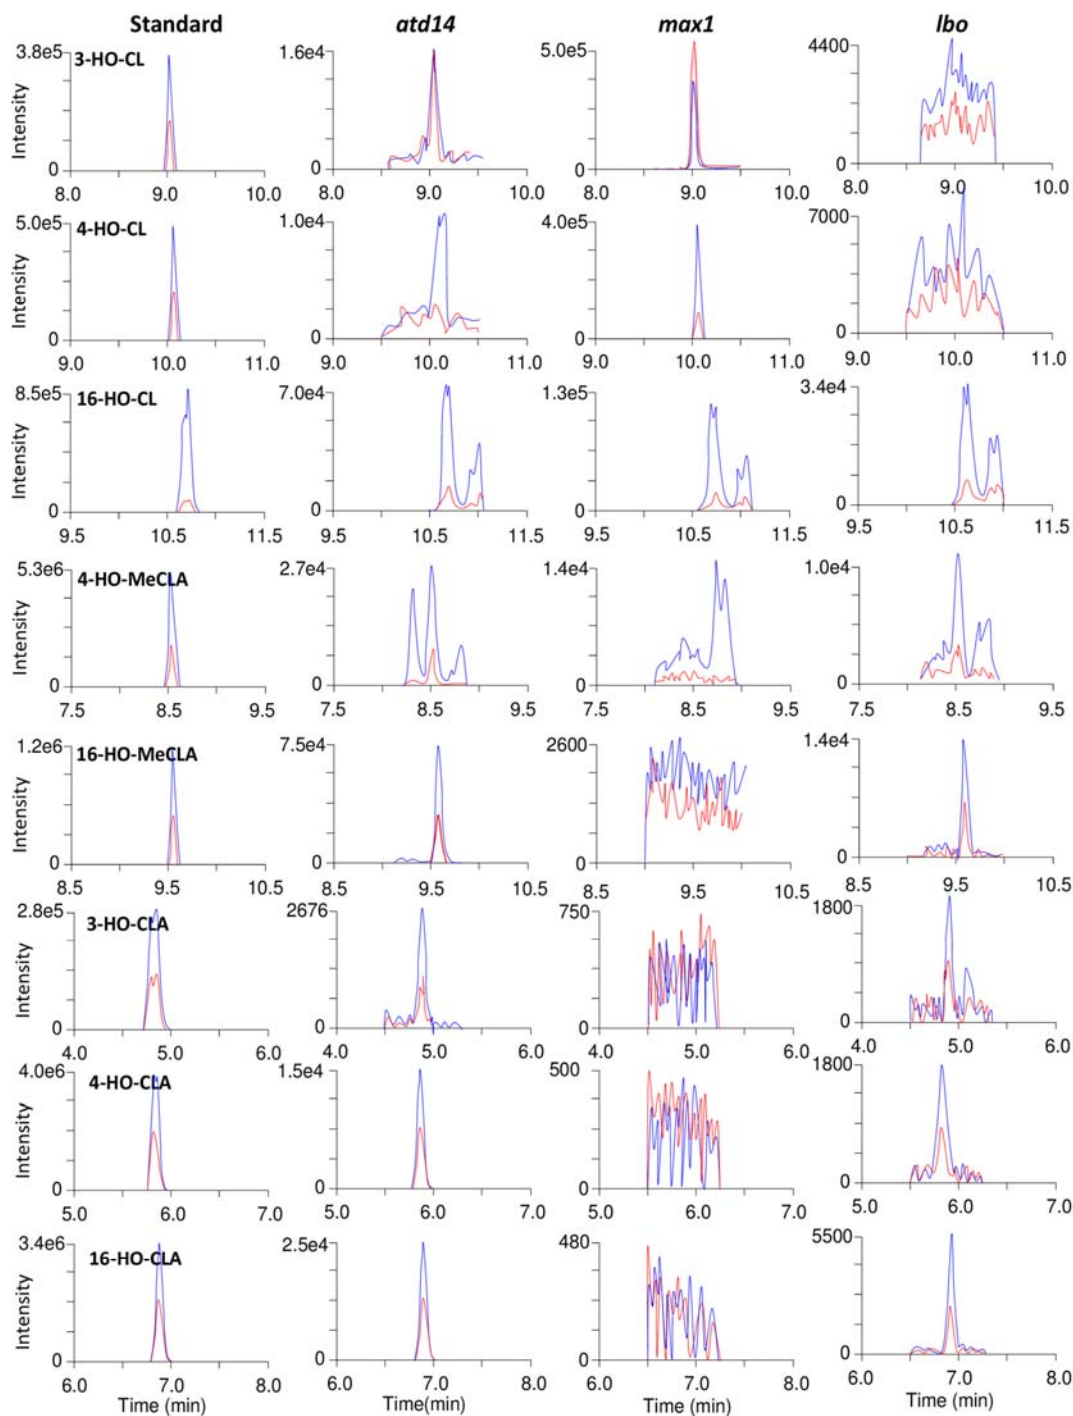 Standard atd14 max1 lbo
3-HO-CL
Intensity
3.8e5 1.6e4 5.0e5 4400
0 0 0 0
8.0 9.0 10.0 8.0 9.0 10.0 8.0 9.0 10.0 8.0 9.0 10.0
4-HO-CL
Intensity
5.0e5 1.0e4 4.0e5 7000
0 0 0 0
9.0 10.0 11.0 9.0 10.0 11.0 9.0 10.0 11.0 9.0 10.0 11.0
16-HO-CL
Intensity
8.5e5 7.0e4 1.3e5 3.4e4
0 0 0 0
9.5 10.5 11.5 9.5 10.5 11.5 9.5 10.5 11.5 9.5 10.5 11.5
4-HO-MeCLA
Intensity
5.3e6 2.7e4 1.4e4 1.0e4
0 0 0 0
7.5 8.5 9.5 7.5 8.5 9.5 7.5 8.5 9.5 7.5 8.5 9.5
16-HO-MeCLA
Intensity
1.2e6 7.5e4 2600 1.4e4
0 0 0 0
8.5 9.5 10.5 8.5 9.5 10.5 8.5 9.5 10.5 8.5 9.5 10.5
3-HO-CLA
Intensity
2.8e5 2676 750 1800
0 0 0 0
4.0 5.0 6.0 4.0 5.0 6.0 4.0 5.0 6.0 4.0 5.0 6.0
4-HO-CLA
Intensity
4.0e6 1.5e4 500 1800
0 0 0 0
5.0 6.0 7.0 5.0 6.0 7.0 5.0 6.0 7.0 5.0 6.0 7.0
16-HO-CLA
Intensity
3.4e6 2.5e4 480 5500
0 0 0 0
6.0 7.0 8.0 6.0 7.0 8.0 6.0 7.0 8.0 6.0 7.0 8.0
Time (min) Time(min) Time (min) Time (min)